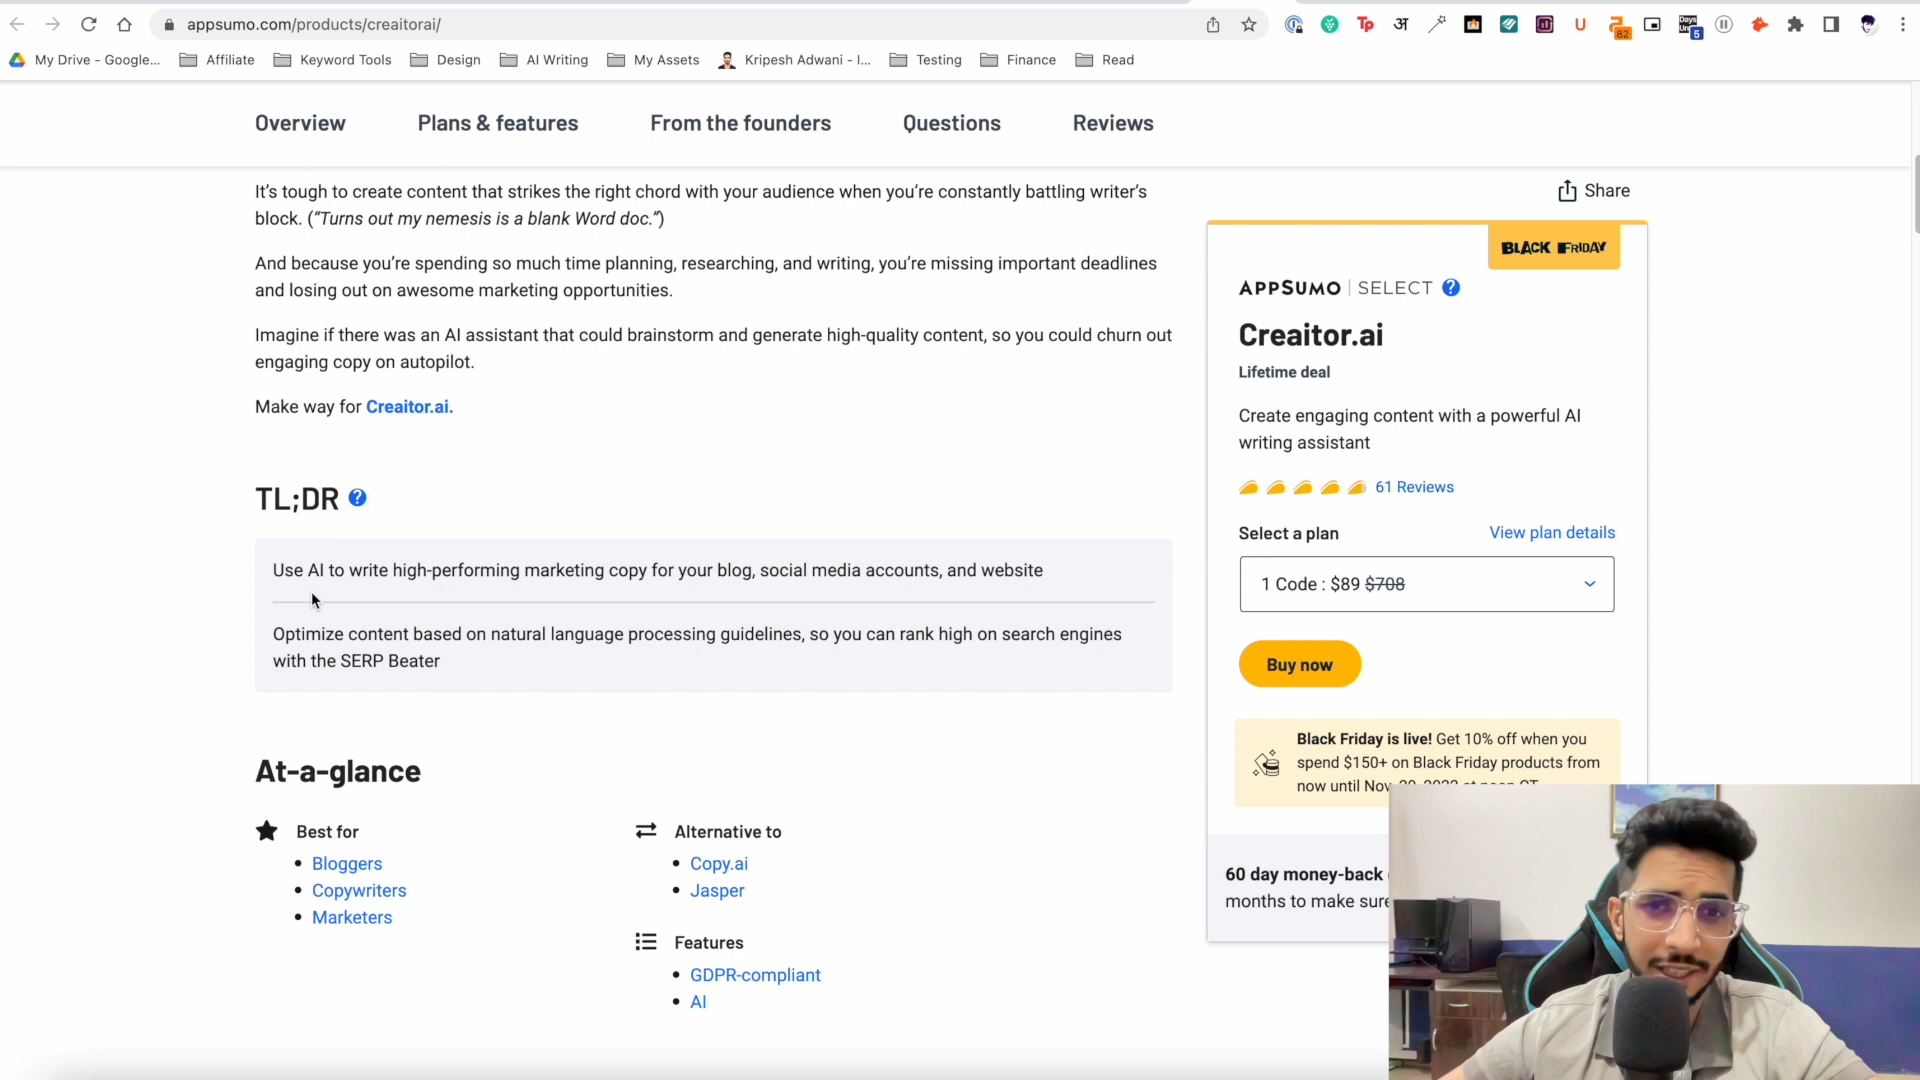 appsumo.com/products/creaitorai/
Tp
अ
U
82
Days
5
My Drive - Google...
Affiliate
Keyword Tools
Design
AI Writing
My Assets
Kripesh Adwani - I...
Testing
Finance
Read
Overview
Plans & features
From the founders
Questions
Reviews
It's tough to create content that strikes the right chord with your audience when you're constantly battling writer's
block. (“Turns out my nemesis is a blank Word doc.”)
And because you're spending so much time planning, researching, and writing, you're missing important deadlines
and losing out on awesome marketing opportunities.
Imagine if there was an AI assistant that could brainstorm and generate high-quality content, so you could churn out
engaging copy on autopilot.
Make way for Creaitor.ai.
TL;DR ?
Use AI to write high-performing marketing copy for your blog, social media accounts, and website
Optimize content based on natural language processing guidelines, so you can rank high on search engines
with the SERP Beater
At-a-glance
Best for
Bloggers
Copywriters
Marketers
Alternative to
Copy.ai
Jasper
Features
GDPR-compliant
AI
Share
BLACK FRIDAY
APPSUMO | SELECT ?
Creaitor.ai
Lifetime deal
Create engaging content with a powerful AI
writing assistant
61 Reviews
Select a plan
View plan details
1 Code : $89 $708
Buy now
Black Friday is live! Get 10% off when you
spend $150+ on Black Friday products from
now until Nov
60 day money-back
months to make sure